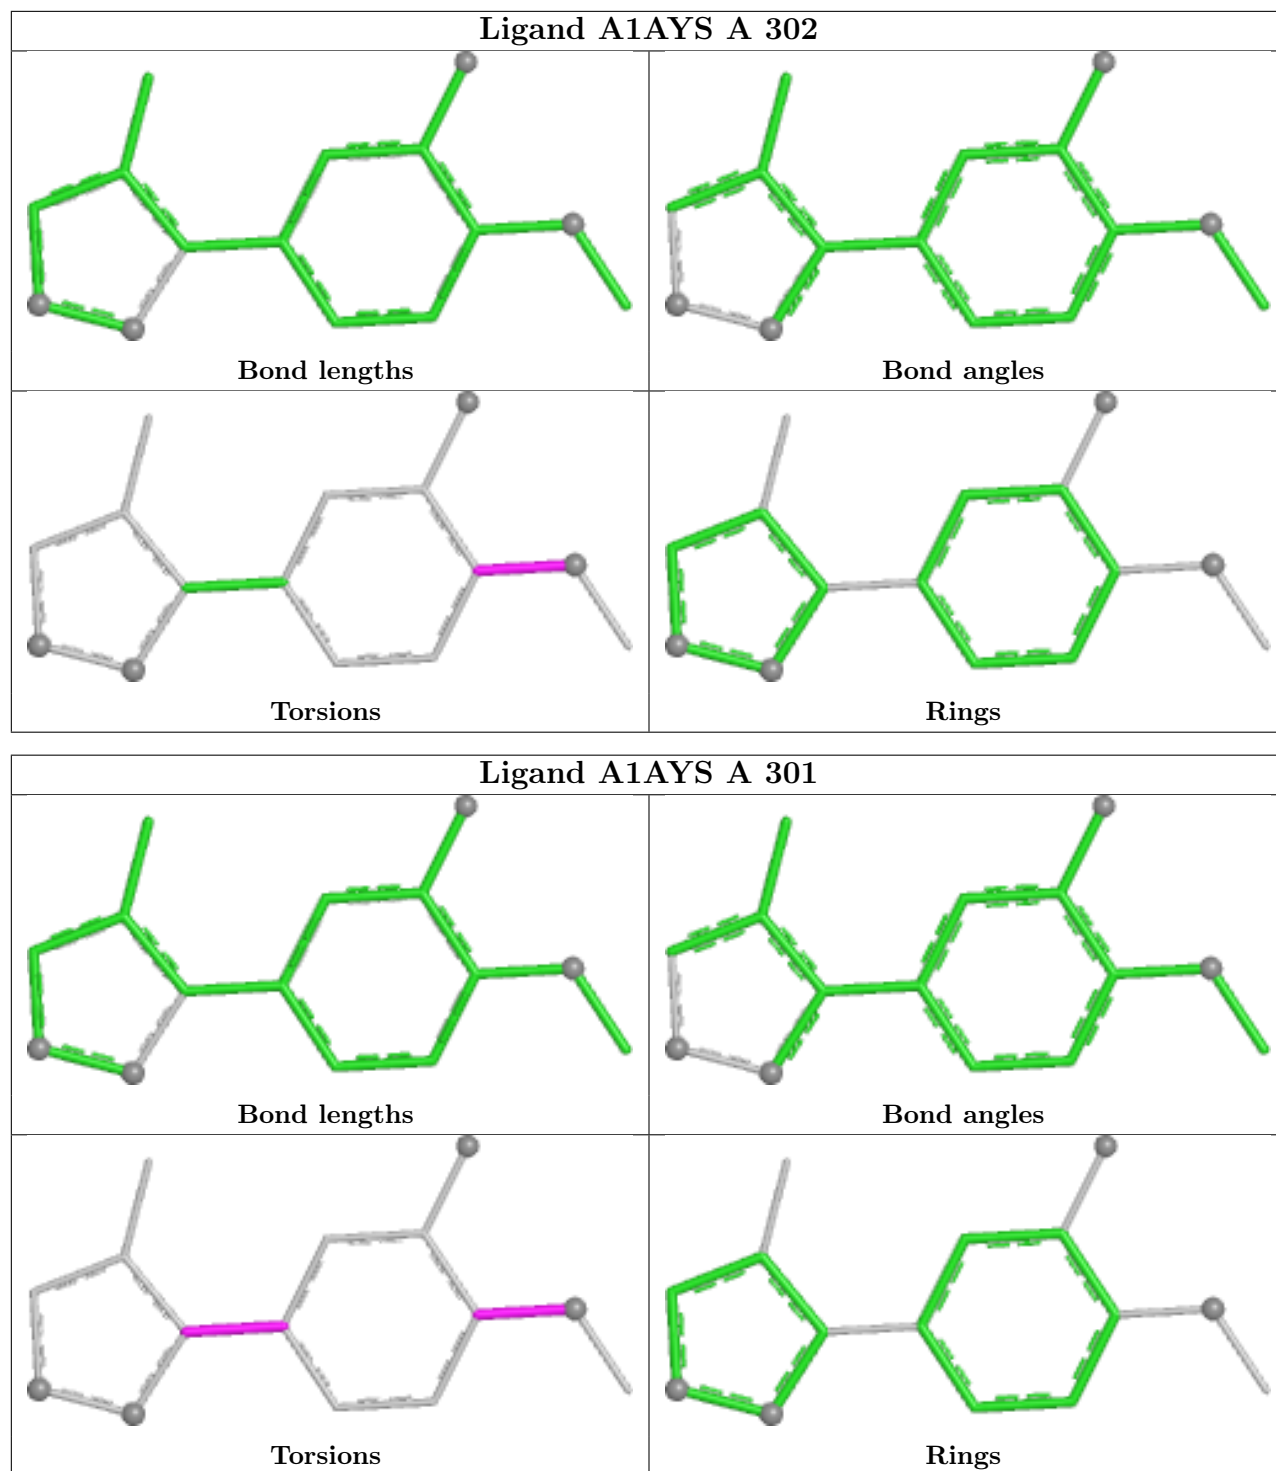 Ligand A1AYS A 302
Bond lengths
Bond angles
Torsions
Rings
Ligand A1AYS A 301
Bond lengths
Bond angles
Torsions
Rings